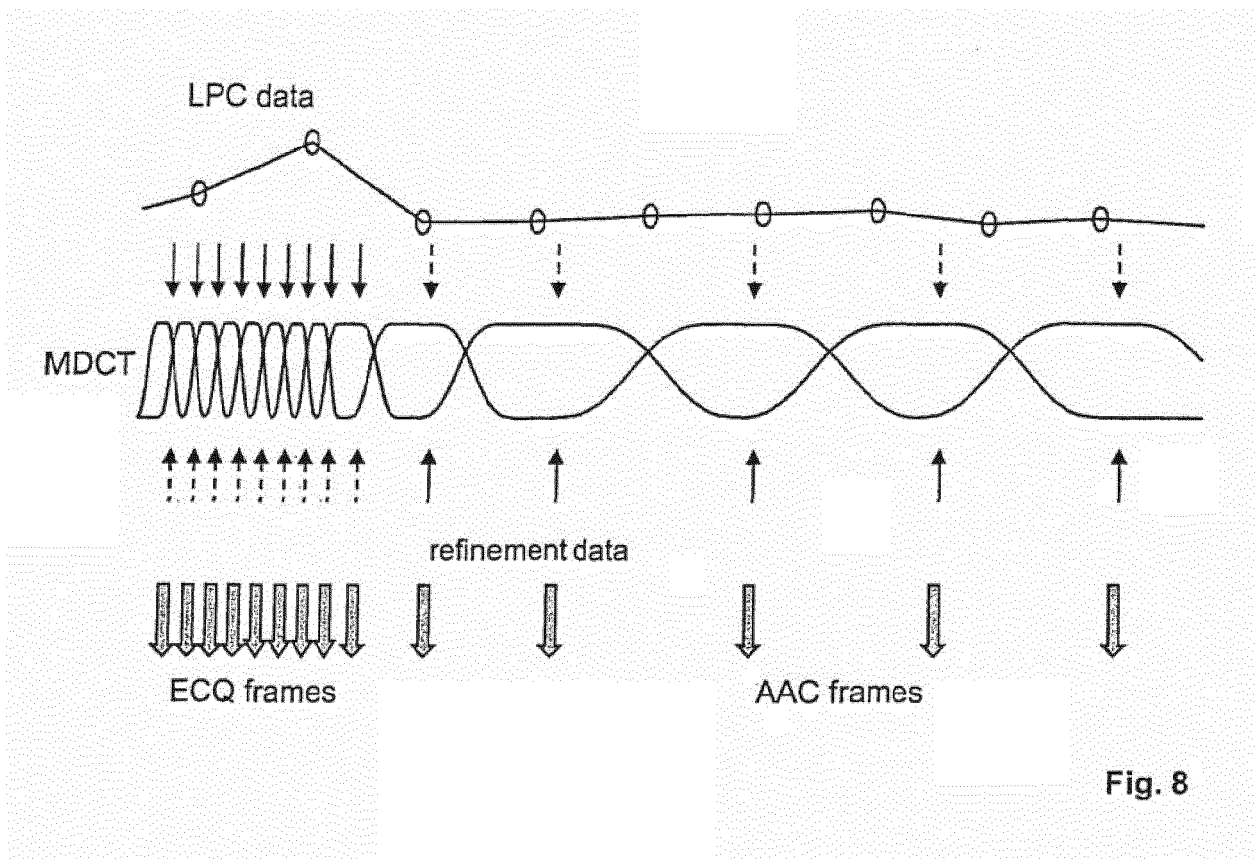 LPC data
MDCT
refinement data
ECQ frames
AAC frames
Fig. 8